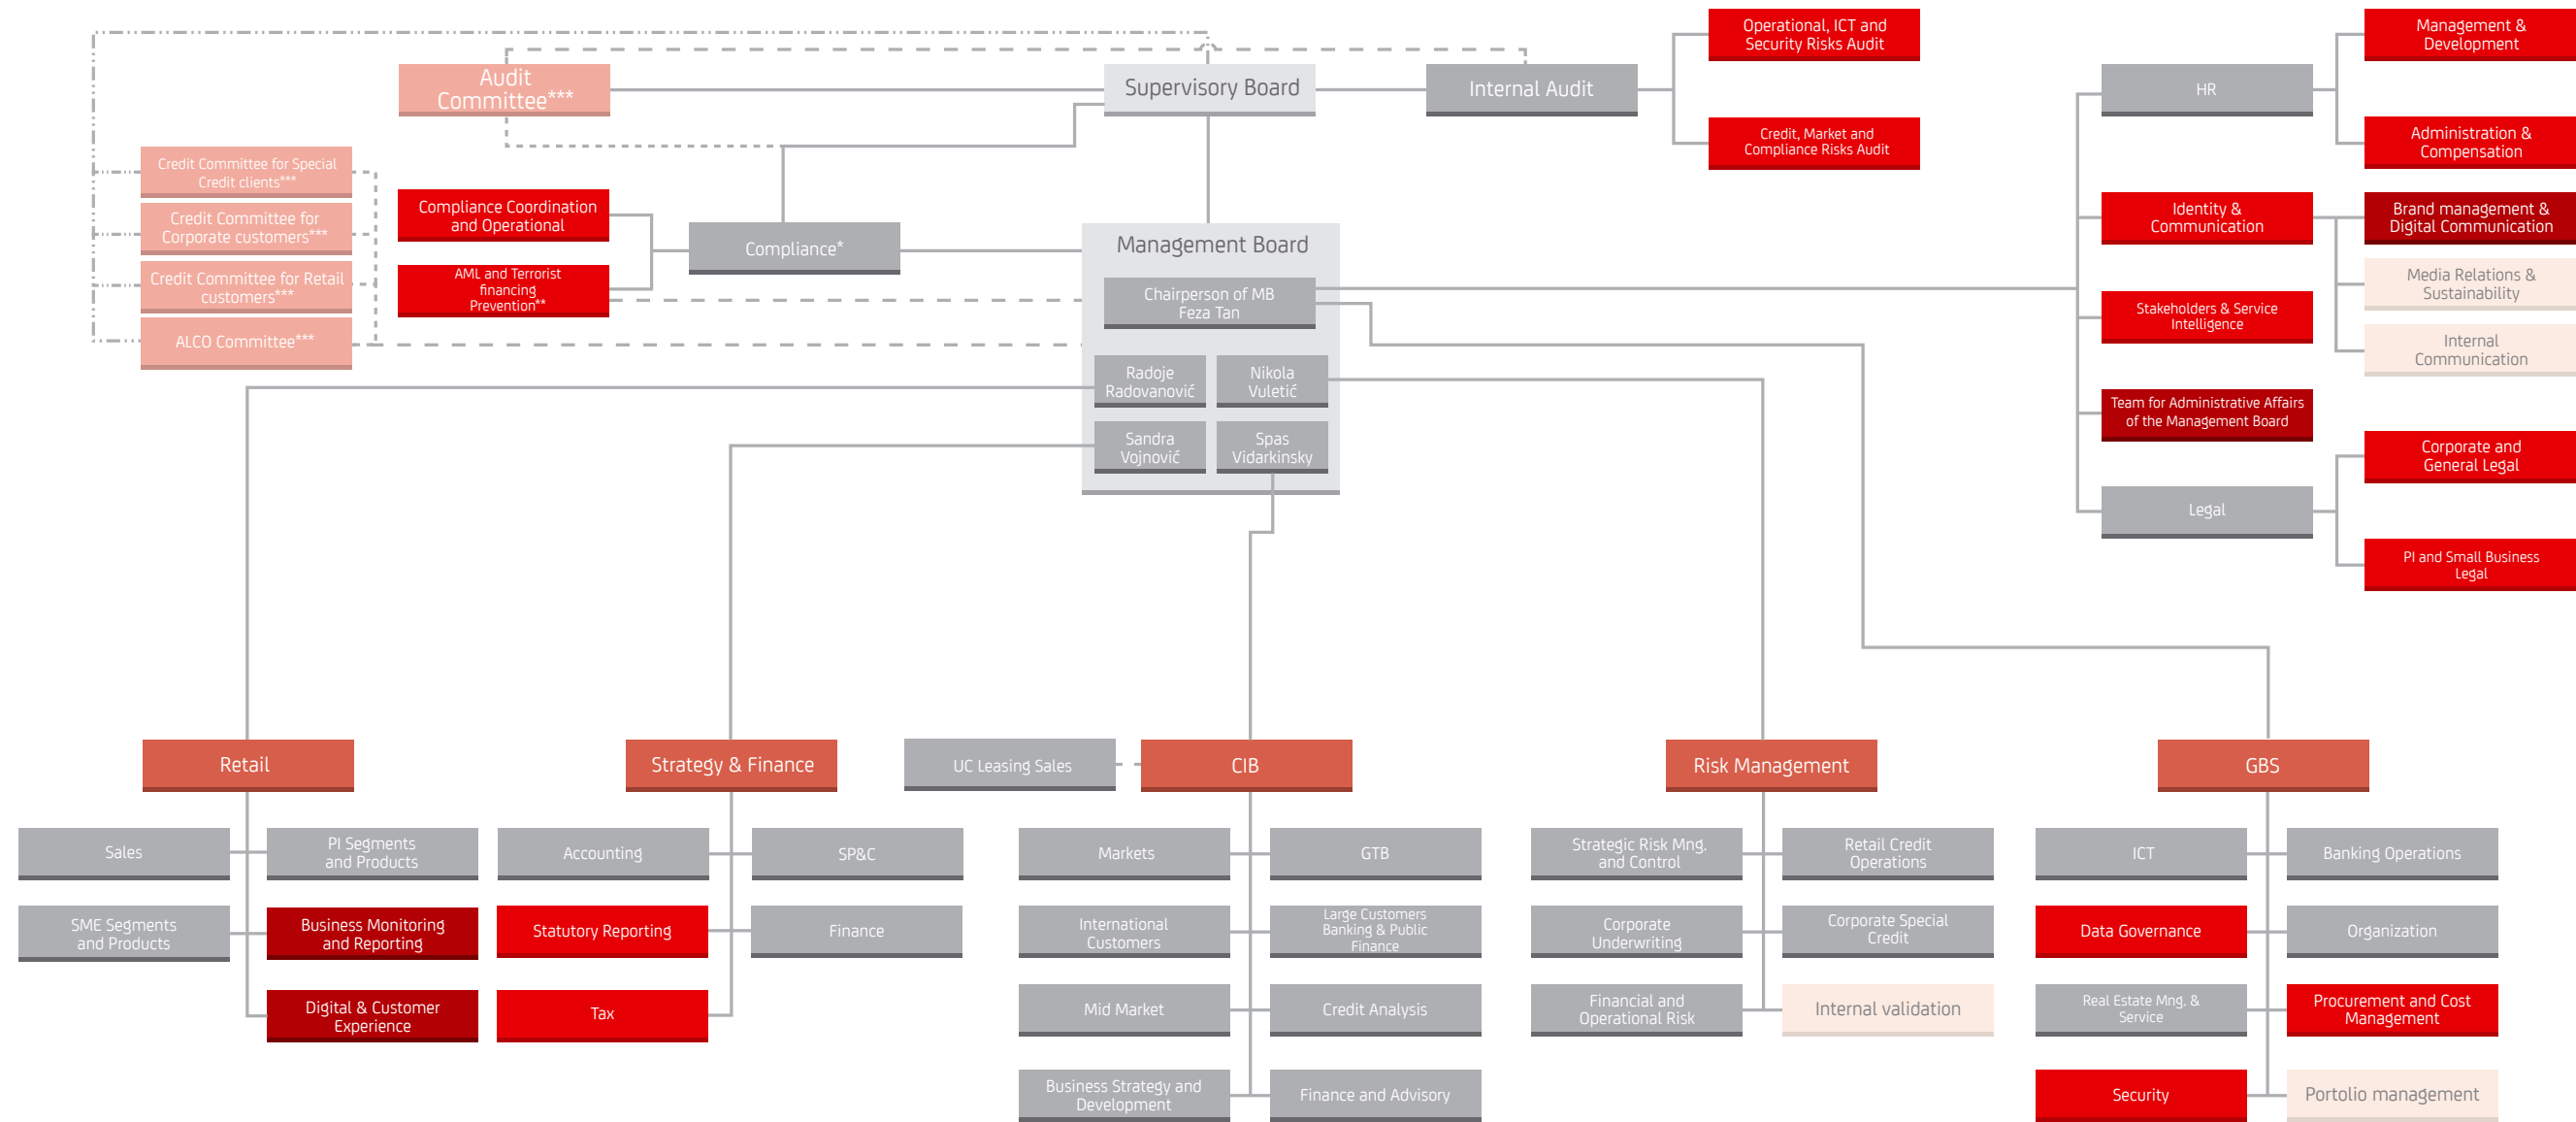 Operational, ICT and
Security Risks Audit
Management &
Development
Audit
Committee***
Supervisory Board
Internal Audit
HR
Credit, Market and
Compliance Risks Audit
Administration &
Compensation
Credit Committee for Special
Credit clients***
Credit Committee for
Corporate customers***
Credit Committee for Retail
customers***
ALCO Committee***
Compliance Coordination
and Operational
AML and Terrorist
financing
Prevention**
Compliance*
Management Board
Chairperson of MB
Feza Tan
Radoje
Radovanović
Nikola
Vuletić
Sandra
Vojnović
Spas
Vidarkinsky
Identity &
Communication
Brand management &
Digital Communication
Media Relations &
Sustainability
Internal
Communication
Stakeholders & Service
Intelligence
Team for Administrative Affairs
of the Management Board
Legal
Corporate and
General Legal
PI and Small Business
Legal
Retail
Strategy & Finance
UC Leasing Sales
CIB
Risk Management
GBS
Sales
PI Segments
and Products
SME Segments
and Products
Business Monitoring
and Reporting
Digital & Customer
Experience
Accounting
SP&C
Statutory Reporting
Finance
Tax
Markets
GTB
International
Customers
Large Customers
Banking & Public
Finance
Mid Market
Credit Analysis
Business Strategy and
Development
Finance and Advisory
Strategic Risk Mng.
and Control
Retail Credit
Operations
Corporate
Underwriting
Corporate Special
Credit
Financial and
Operational Risk
Internal validation
ICT
Banking Operations
Data Governance
Organization
Real Estate Mng. &
Service
Procurement and Cost
Management
Security
Portolio management